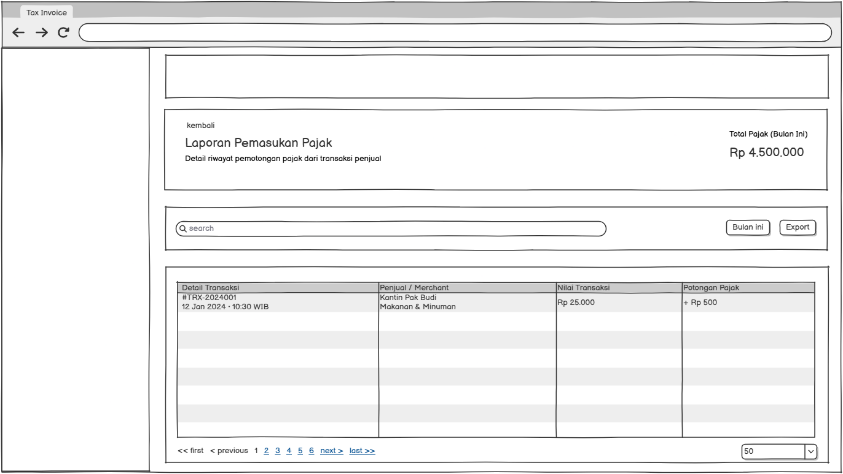 Tax Invoice
kembali
Laporan Pemasukan Pajak
Detail riwayat pemotongan pajak dari transaksi penjual
Total Pajak (Bulan Ini)
Rp 4.500.000
search
Bulan Ini
Export
Detail Transaksi Penjual / Merchant Nilai Transaksi Potongan Pajak
#TRX-2024001 Kantin Pak Budi
12 Jan 2024 • 10:30 WIB Makanan & Minuman Rp 25.000 + Rp 500
<< first < previous 1 2 3 4 5 6 next > last >> 50